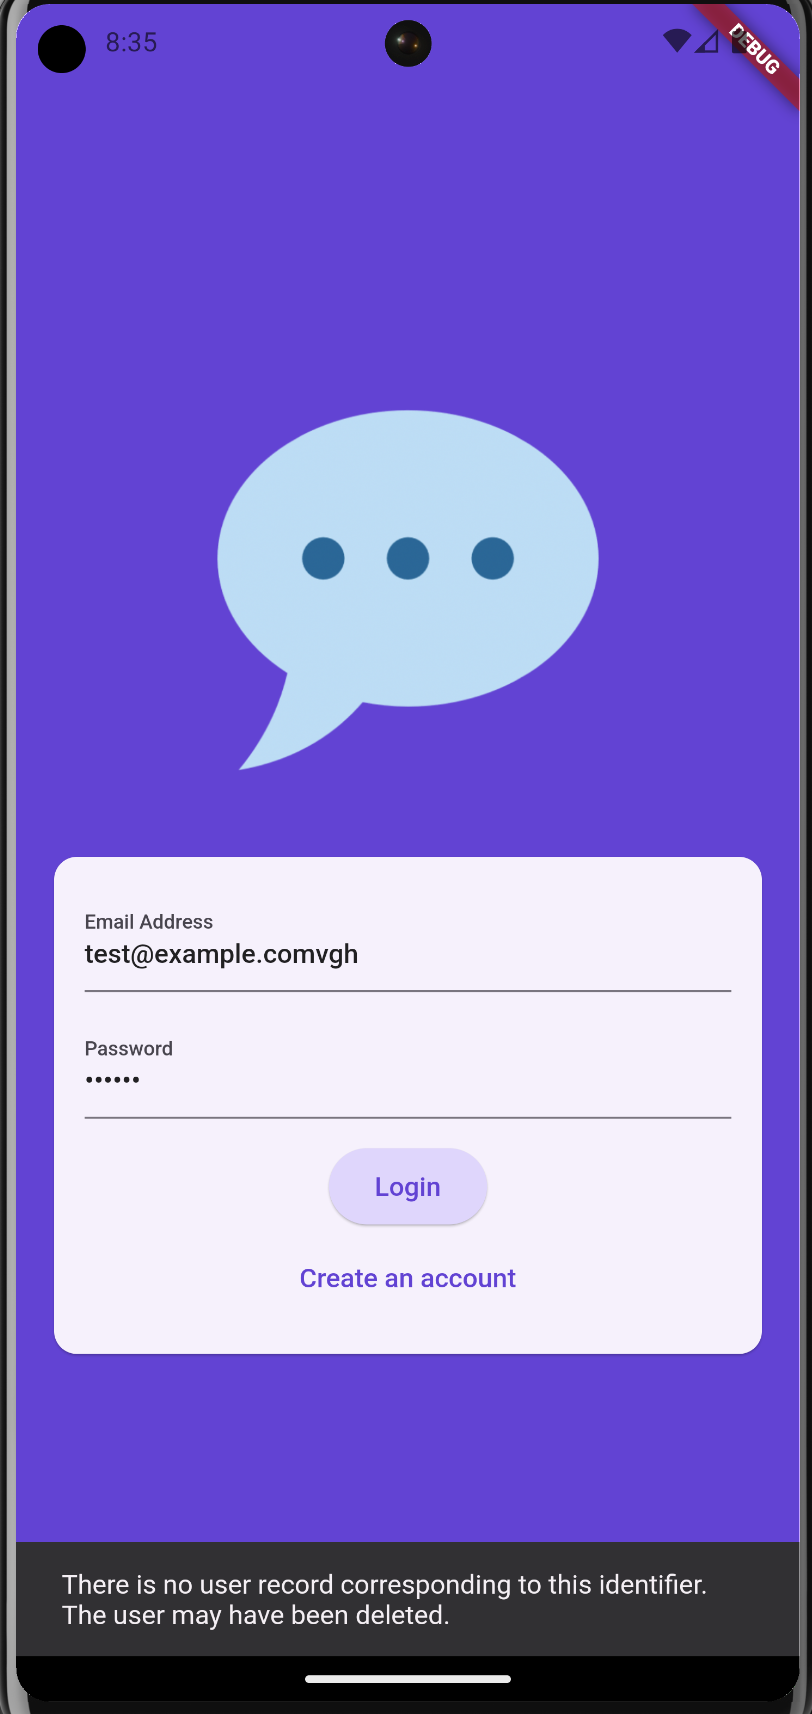 8:35
DEBUG
Email Address
test@example.comvgh
Password
••••••
Login
Create an account
There is no user record corresponding to this identifier.
The user may have been deleted.